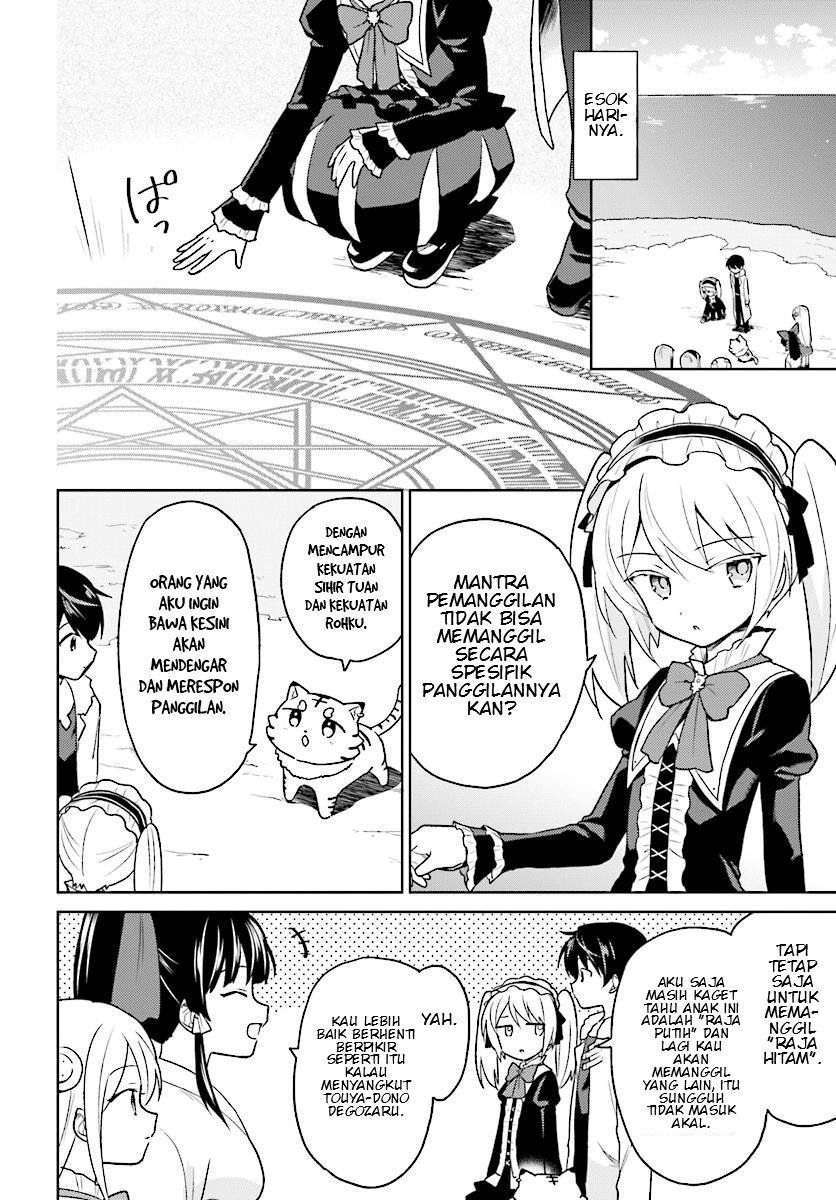 ESOK
HARI-
NYA.
ぱっ
MANTRA
PEMANGGILAN
TIDAK BISA
MEMANGGIL
SECARA
SPESIFIK
PANGGILANNYA
KAN?
DENGAN
MENCAMPUR
KEKUATAN
SIHIR TUAN
DAN KEKUATAN
ROHKU.
ORANG YANG
AKU INGIN
BAWA KESINI
AKAN
MENDENGAR
DAN MERESPON
PANGGILAN.
TAPI
TETAP
SAJA
UNTUK
MEMA-
NGGIL
"RAJA
HITAM".
AKU SAJA
MASIH KAGET
TAHU ANAK INI
ADALAH "RAJA
PUTIH" DAN
LAGI KAU
AKAN
MEMANGGIL
YANG LAIN, ITU
SUNGGUH
TIDAK MASUK
AKAL.
YAH.
KAU LEBIH
BAIK BERHENTI
BERPIKIR
SEPERTI ITU
KALAU
MENYANGKUT
TOUYA-DONO
DEGOZARU.